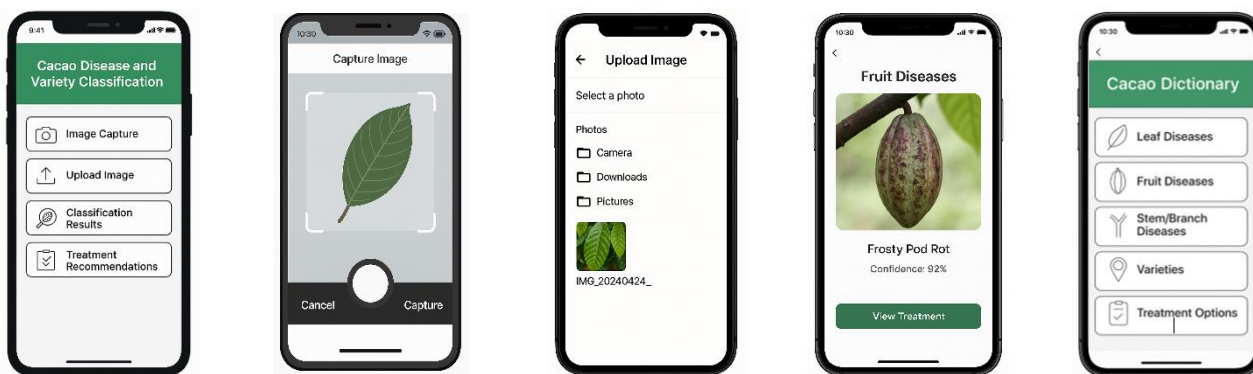 9:41
Cacao Disease and
Variety Classification
Image Capture
Upload Image
Classification
Results
Treatment
Recommendations
10:30
Capture Image
Cancel
Capture
Upload Image
Select a photo
Photos
Camera
Downloads
Pictures
IMG_20240424_
10:30
Fruit Diseases
Frosty Pod Rot
Confidence: 92%
View Treatment
10:30
Cacao Dictionary
Leaf Diseases
Fruit Diseases
Stem/Branch
Diseases
Varieties
Treatment Options